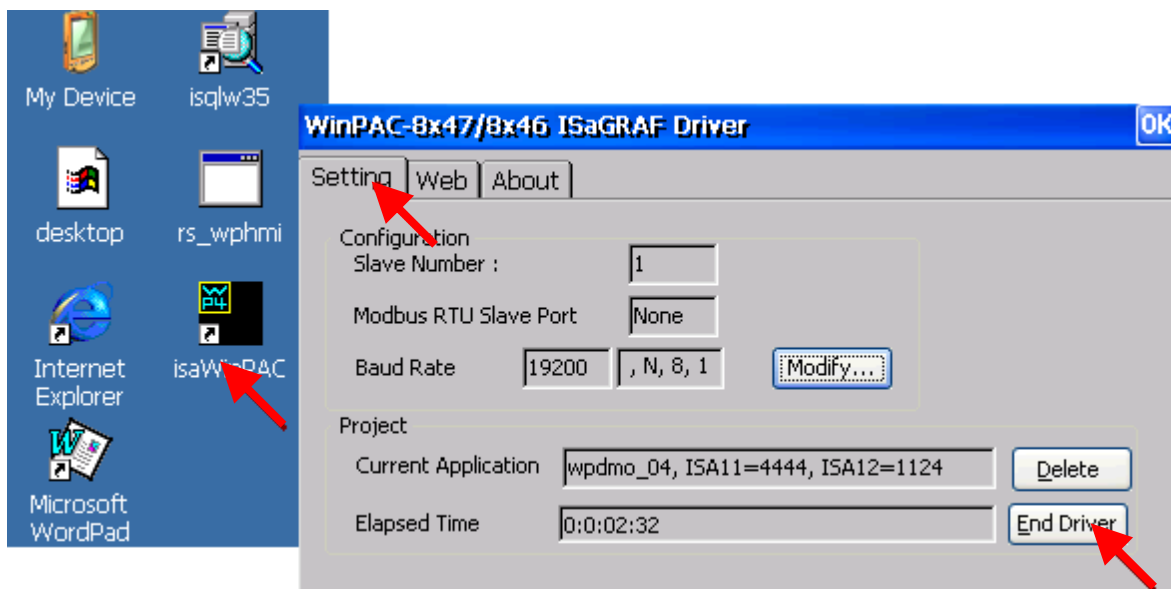 My Device
isqlw35
desktop
rs_wphmi
W
P4
Internet
Explorer
isaWinPAC
W
Microsoft
WordPad
WinPAC-8x47/8x46 ISaGRAF Driver
OK
Setting
Web
About
Configuration
Slave Number :
1
Modbus RTU Slave Port
None
Baud Rate
19200
, N, 8, 1
Modify...
Project
Current Application
wpdmo_04, ISA11=4444, ISA12=1124
Delete
Elapsed Time
0:0:02:32
End Driver